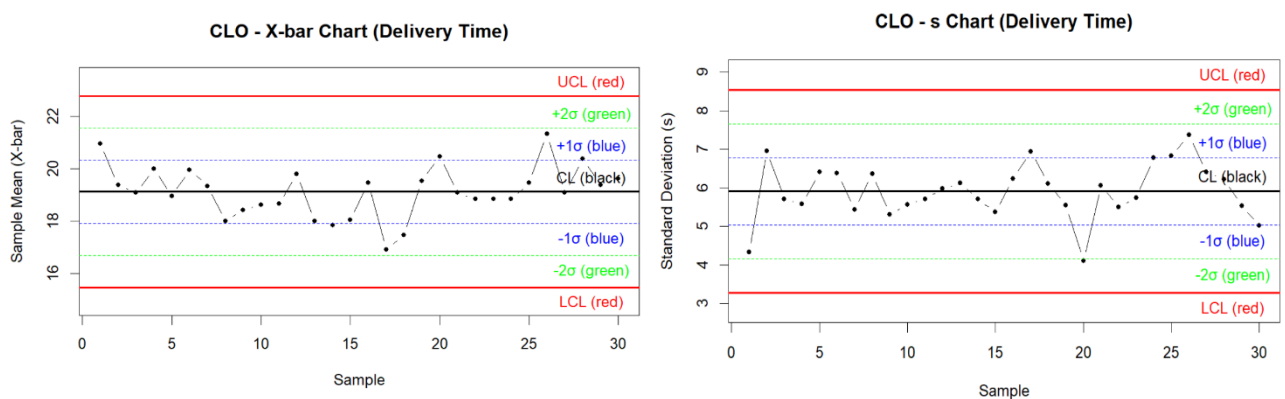 CLO - X-bar Chart (Delivery Time)
Sample Mean (X-bar)
22
20
18
16
UCL (red)
+2σ (green)
+1σ (blue)
CL (black)
-1σ (blue)
-2σ (green)
LCL (red)
0 5 10 15 20 25 30
Sample
CLO - s Chart (Delivery Time)
Standard Deviation (s)
9
8
7
6
5
4
3
UCL (red)
+2σ (green)
+1σ (blue)
CL (black)
-1σ (blue)
-2σ (green)
LCL (red)
0 5 10 15 20 25 30
Sample